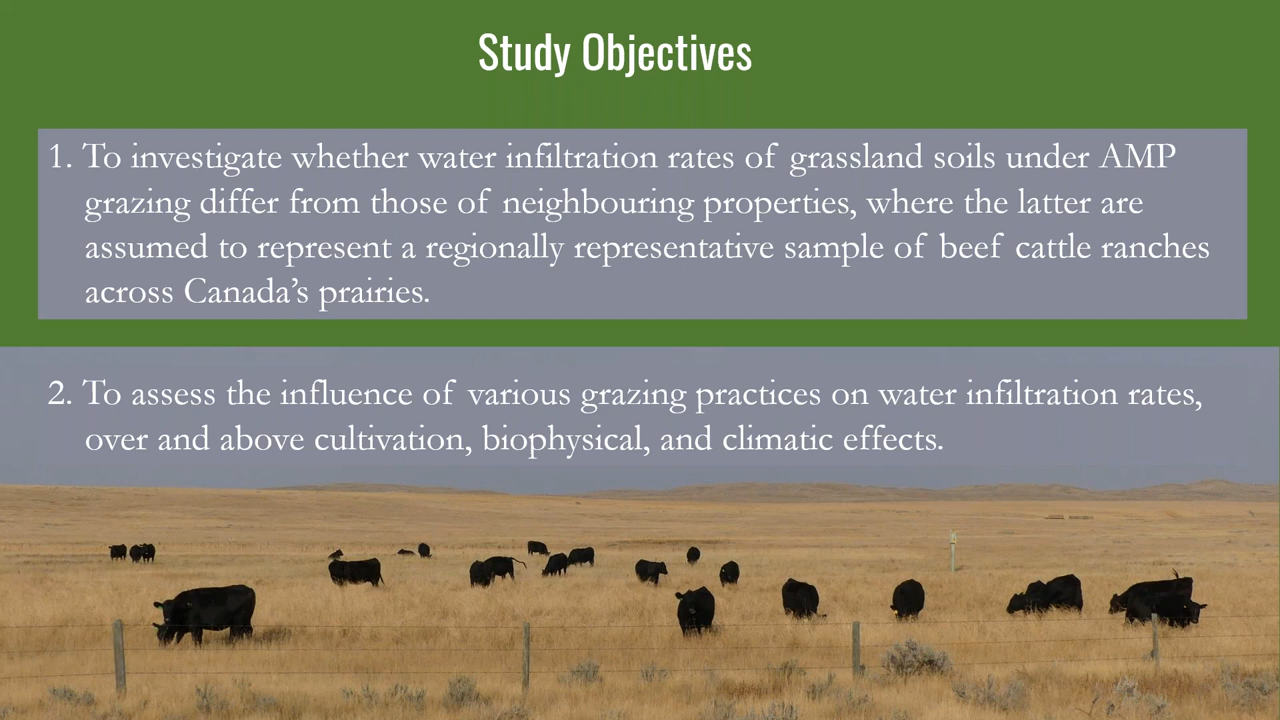 Study Objectives
1. To investigate whether water infiltration rates of grassland soils under AMP
grazing differ from those of neighbouring properties, where the latter are
assumed to represent a regionally representative sample of beef cattle ranches
across Canada’s prairies.
2. To assess the influence of various grazing practices on water infiltration rates,
over and above cultivation, biophysical, and climatic effects.